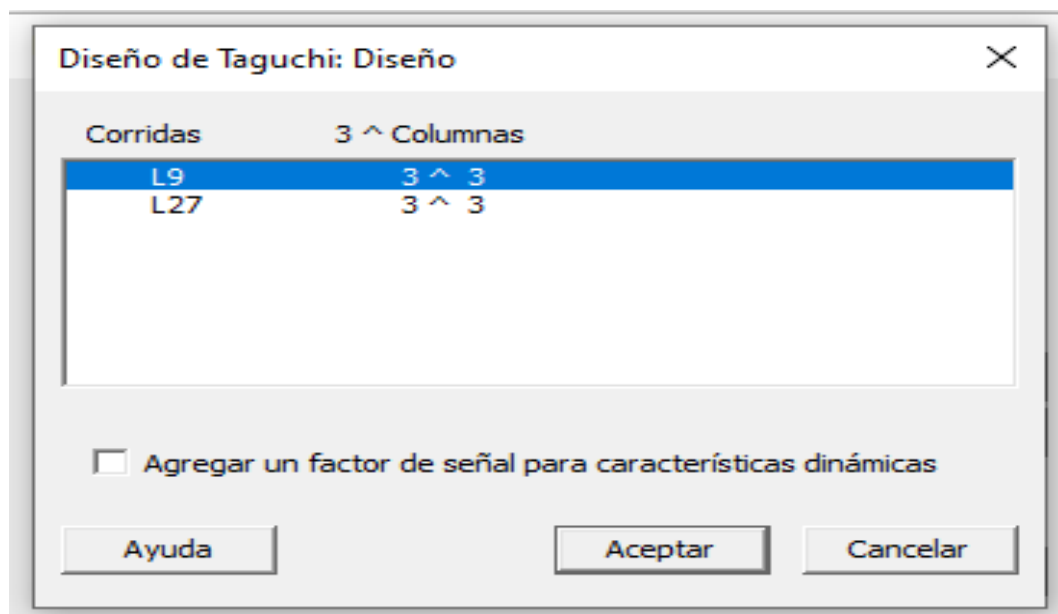 Diseño de Taguchi: Diseño
Corridas 3 ^ Columnas
L9 3 ^ 3
L27 3 ^ 3
Agregar un factor de señal para características dinámicas
Ayuda Aceptar Cancelar